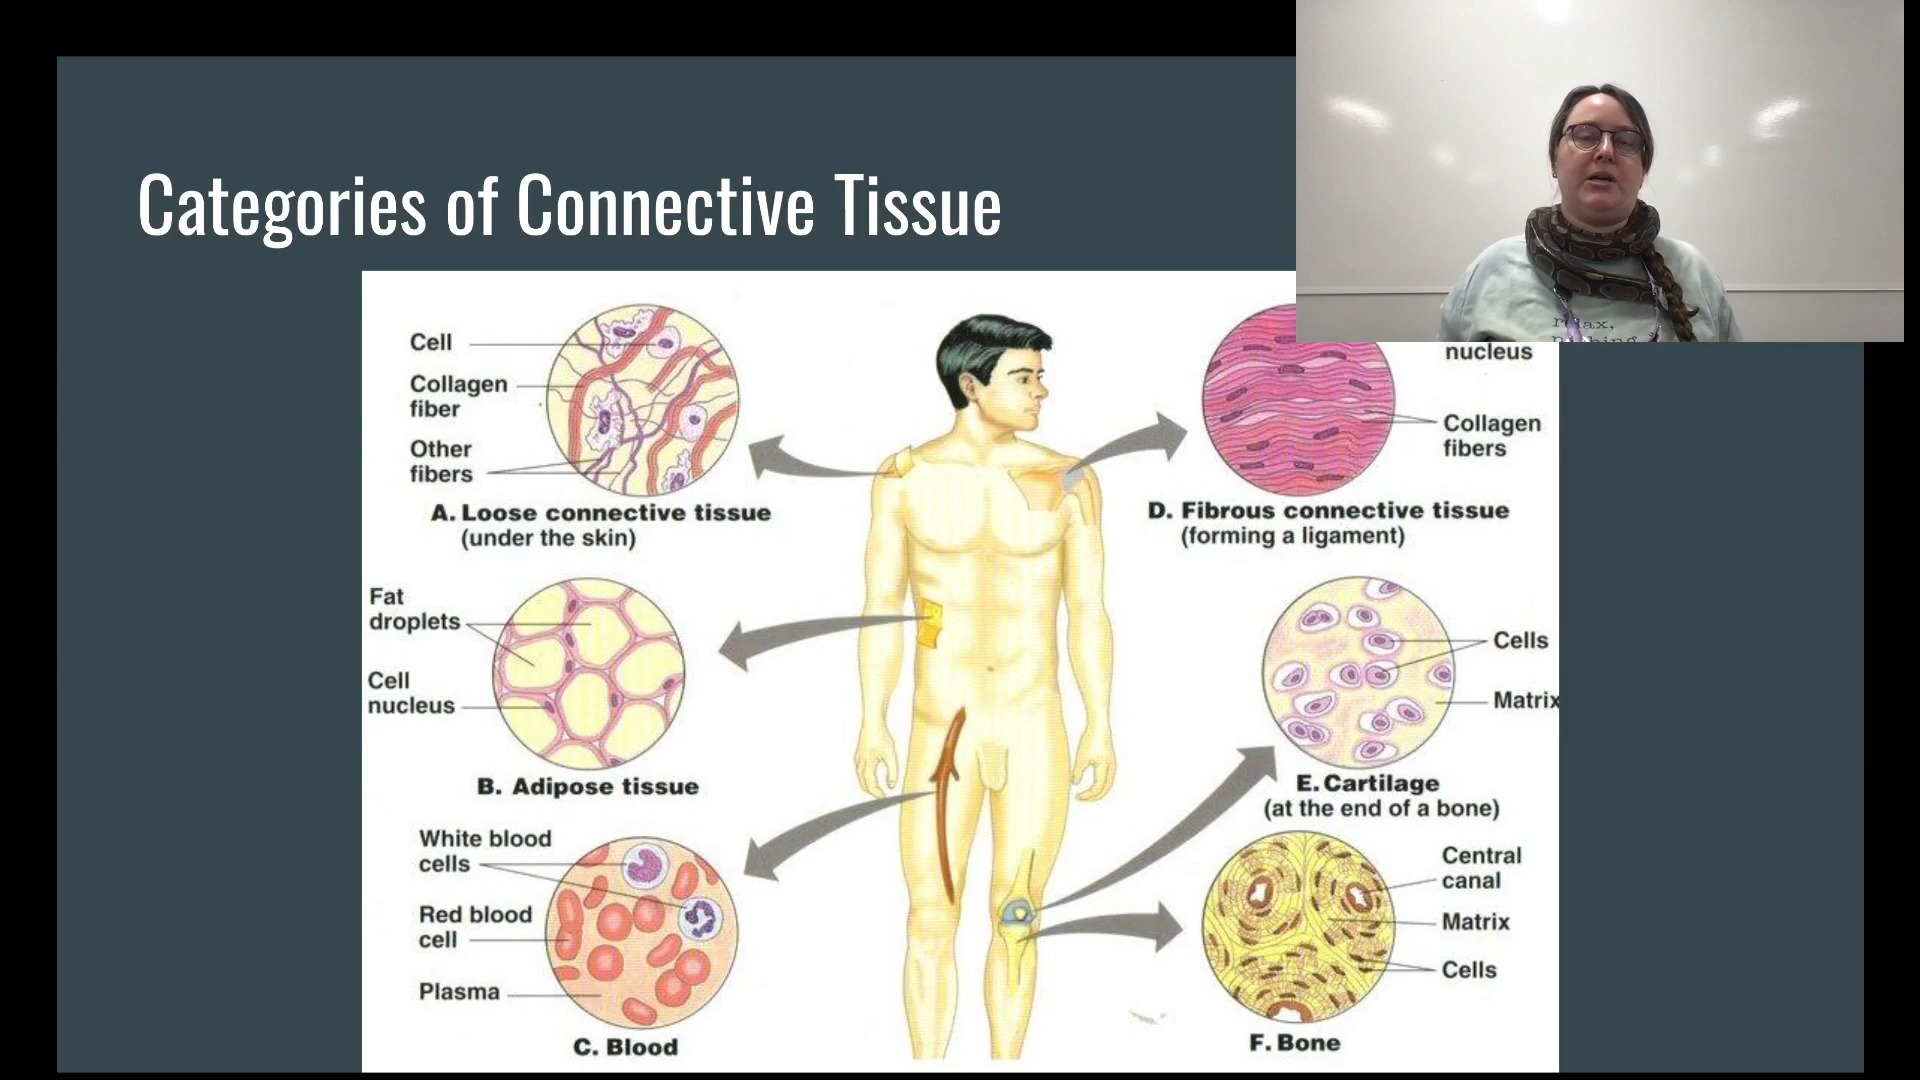 Categories of Connective Tissue
Cell
Collagen
fiber
Other
fibers
A. Loose connective tissue
(under the skin)
Fat
droplets
Cell
nucleus
B. Adipose tissue
White blood
cells
Red blood
cell
Plasma
C. Blood
nucleus
Collagen
fibers
D. Fibrous connective tissue
(forming a ligament)
Cells
Matrix
E. Cartilage
(at the end of a bone)
Central
canal
Matrix
Cells
F. Bone